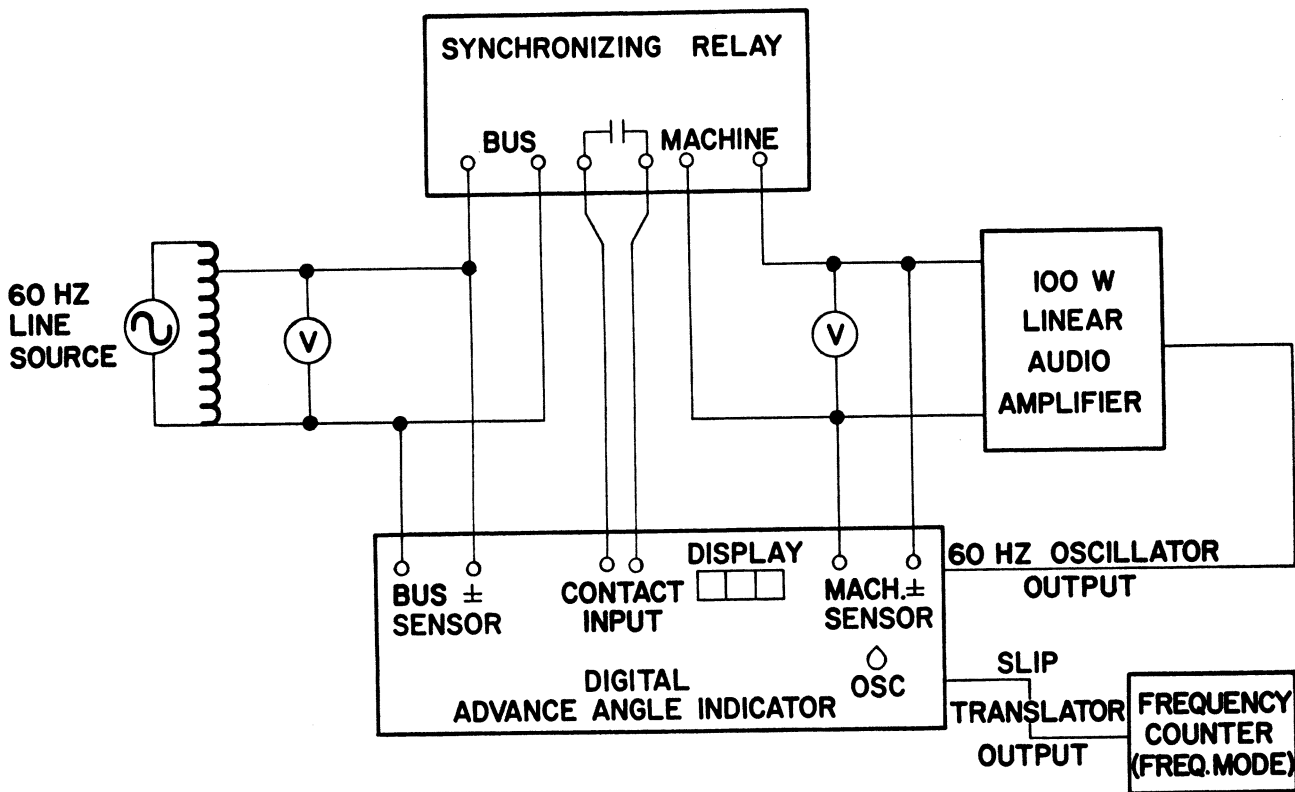 SYNCHRONIZING RELAY
BUS
MACHINE
60 HZ
LINE
SOURCE
V
V
100 W
LINEAR
AUDIO
AMPLIFIER
DISPLAY
BUS ±
SENSOR
CONTACT
INPUT
MACH.±
SENSOR
OSC
DIGITAL
ADVANCE ANGLE INDICATOR
60 HZ OSCILLATOR
OUTPUT
SLIP
TRANSLATOR
OUTPUT
FREQUENCY
COUNTER
(FREQ.MODE)